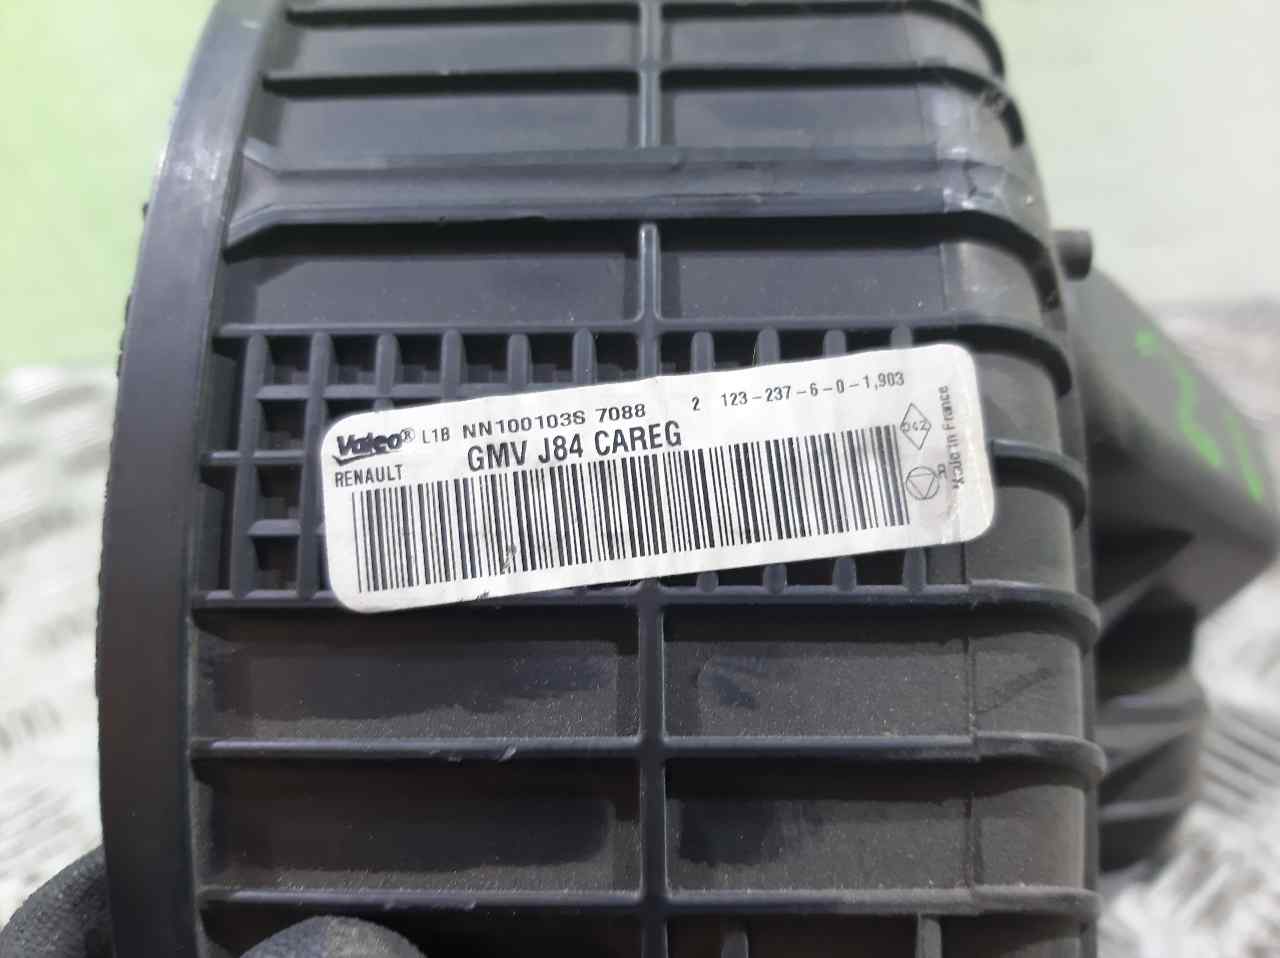 Valeo® L1B NN100103S 7088 2 123-237-6-0-1,903
RENAULT GMV J84 CAREG
Made in France